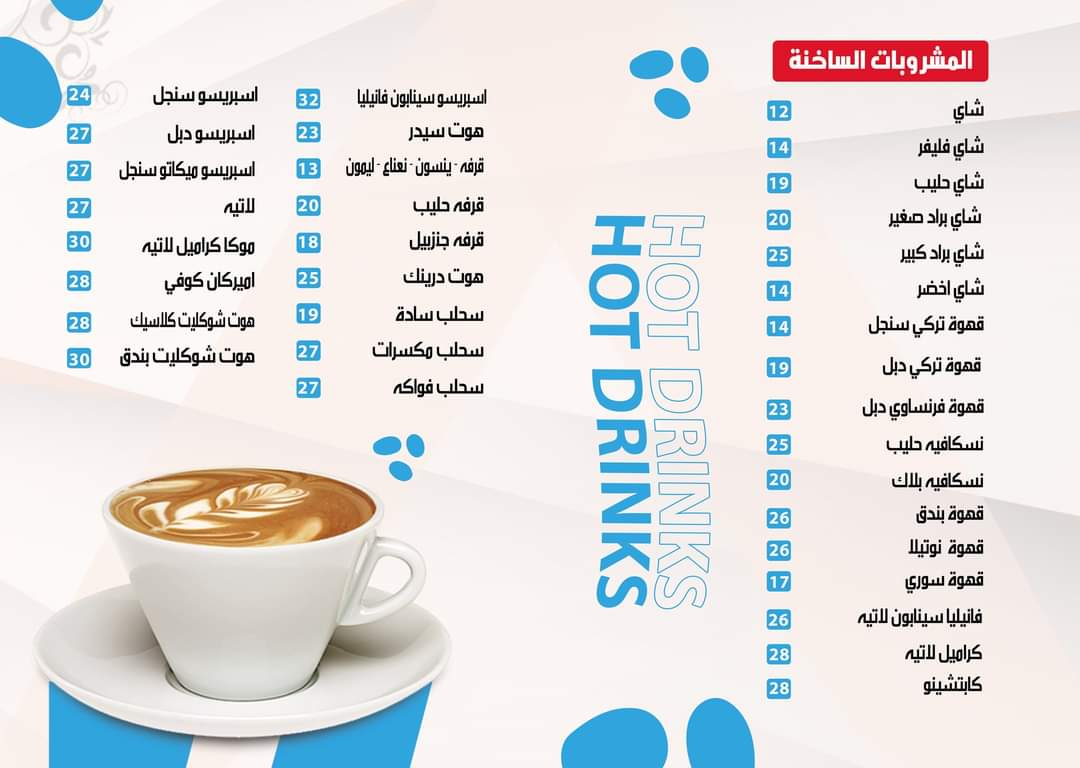 المشروبات الساخنة
شاي 12
شاي فليفر 14
شاي حليب 19
شاي براد صغير 20
شاي براد كبير 25
شاي اخضر 14
قهوة تركي سنجل 14
قهوة تركي دبل 19
قهوة فرنساوي دبل 23
نسكافيه حليب 25
نسكافيه بلاك 20
قهوة بندق 26
قهوة نوتيلا 26
قهوة سوري 17
فانيليا سينابون لاتيه 26
كراميل لاتيه 28
كابتشينو 28
HOT DRINKS
HOT DRINKS
اسبريسو سينابون فانيليا 32
هوت سيدر 23
قرفه - ينسون - نعناع - ليمون 13
قرفه حليب 20
قرفه جنزبيل 18
هوت درينك 25
سحلب سادة 19
سحلب مكسرات 27
سحلب فواكه 27
اسبريسو سنجل 24
اسبريسو دبل 27
اسبريسو ميكاتو سنجل 27
لاتيه 27
موكا كراميل لاتيه 30
اميركان كوفي 28
هوت شوكليت كلاسيك 28
هوت شوكليت بندق 30